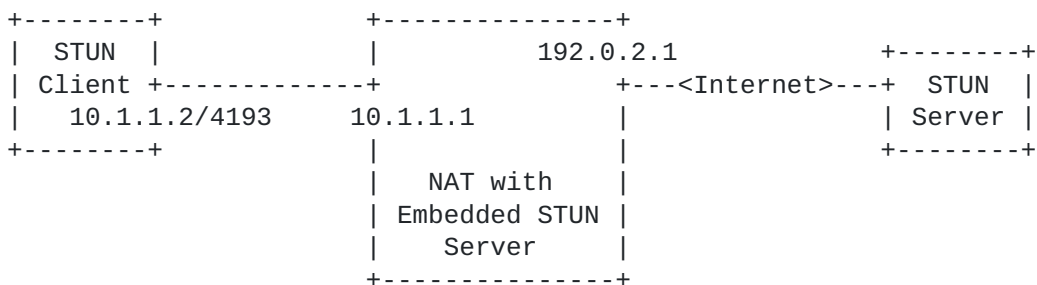 STUN 192.0.2.1
Client <Internet> STUN
10.1.1.2/4193 10.1.1.1 Server
NAT with
Embedded STUN
Server